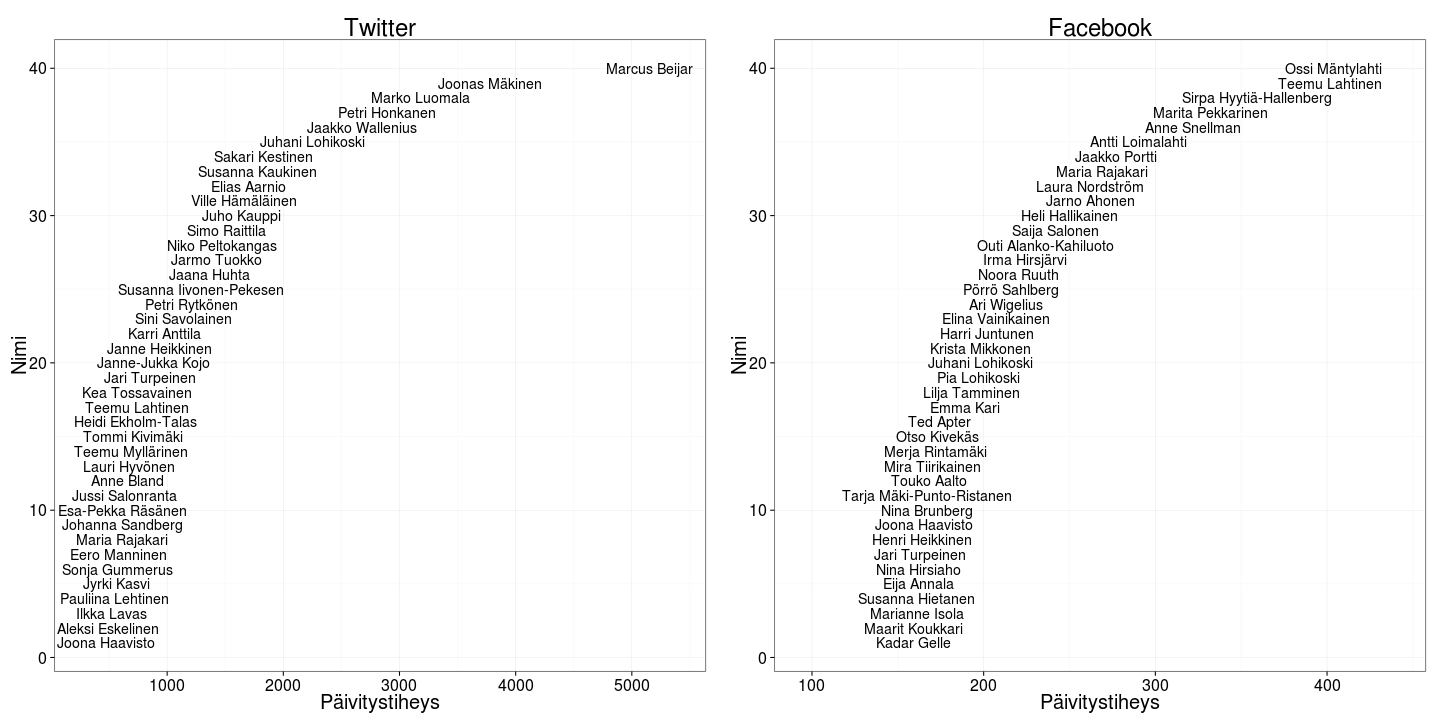 Twitter
Nimi
40
30
20
10
0
Marcus Beijar
Joonas Mäkinen
Marko Luomala
Petri Honkanen
Jaakko Wallenius
Juhani Lohikoski
Sakari Kestinen
Susanna Kaukinen
Elias Aarnio
Ville Hämäläinen
Juho Kauppi
Simo Raittila
Niko Peltokangas
Jarmo Tuokko
Jaana Huhta
Susanna Iivonen-Pekesen
Petri Rytkönen
Sini Savolainen
Karri Anttila
Janne Heikkinen
Janne-Jukka Kojo
Jari Turpeinen
Kea Tossavainen
Teemu Lahtinen
Heidi Ekholm-Talas
Tommi Kivimäki
Teemu Myllärinen
Lauri Hyvönen
Anne Bland
Jussi Salonranta
Esa-Pekka Räsänen
Johanna Sandberg
Maria Rajakari
Eero Manninen
Sonja Gummerus
Jyrki Kasvi
Pauliina Lehtinen
Ilkka Lavas
Aleksi Eskelinen
Joona Haavisto
1000 2000 3000 4000 5000
Päivitystiheys
Facebook
Nimi
40
30
20
10
0
Ossi Mäntylahti
Teemu Lahtinen
Sirpa Hyytiä-Hallenberg
Marita Pekkarinen
Anne Snellman
Antti Loimalahti
Jaakko Portti
Maria Rajakari
Laura Nordström
Jarno Ahonen
Heli Hallikainen
Saija Salonen
Outi Alanko-Kahiluoto
Irma Hirsjärvi
Noora Ruuth
Pörrö Sahlberg
Ari Wigelius
Elina Vainikainen
Harri Juntunen
Krista Mikkonen
Juhani Lohikoski
Pia Lohikoski
Lilja Tamminen
Emma Kari
Ted Apter
Otso Kivekäs
Merja Rintamäki
Mira Tiirikainen
Touko Aalto
Tarja Mäki-Punto-Ristanen
Nina Brunberg
Joona Haavisto
Henri Heikkinen
Jari Turpeinen
Nina Hirsiaho
Eija Annala
Susanna Hietanen
Marianne Isola
Maarit Koukkari
Kadar Gelle
100 200 300 400
Päivitystiheys